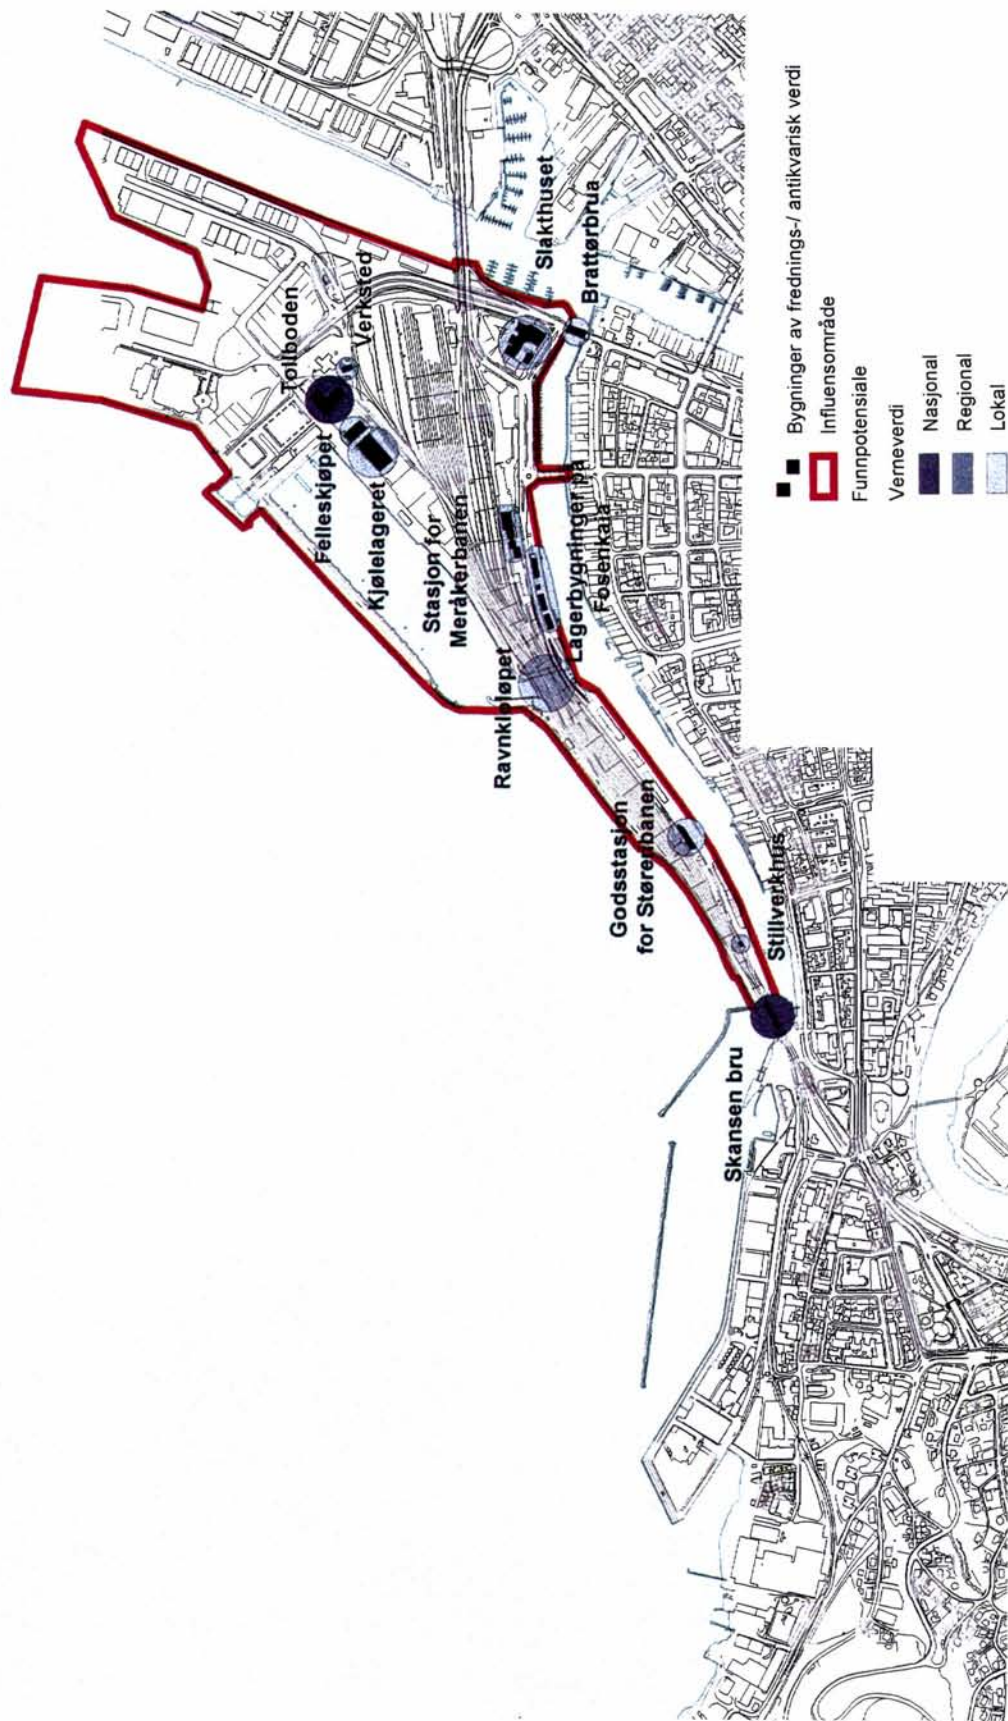 Tollboden
Verksted
Slakthuset
Brattørbrua
Felleskjøpet
Kjølelageret
Stasjon for
Meråkerbanen
Lagerbygninger på
Fosenkaia
Ravnkloløpet
Godsstasjon
for Størenbanen
Stillverkhus
Skansen bru
Bygninger av frednings-/ antikvarisk verdi
Influensområde
Funnpotensiale
Verneverdi
Nasjonal
Regional
Lokal